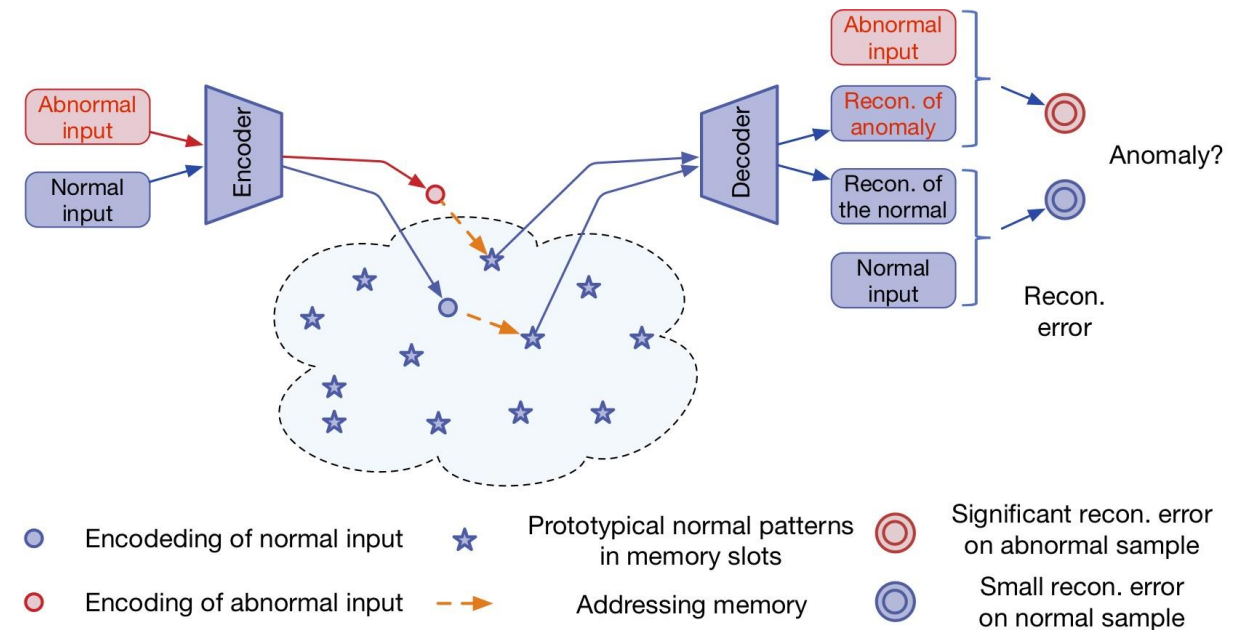 Abnormal
input
Normal
input
Encoder
Decoder
Abnormal
input
Recon. of
anomaly
Recon. of
the normal
Normal
input
Anomaly?
Recon.
error
Encodeding of normal input
Encoding of abnormal input
Prototypical normal patterns
in memory slots
Addressing memory
Significant recon. error
on abnormal sample
Small recon. error
on normal sample